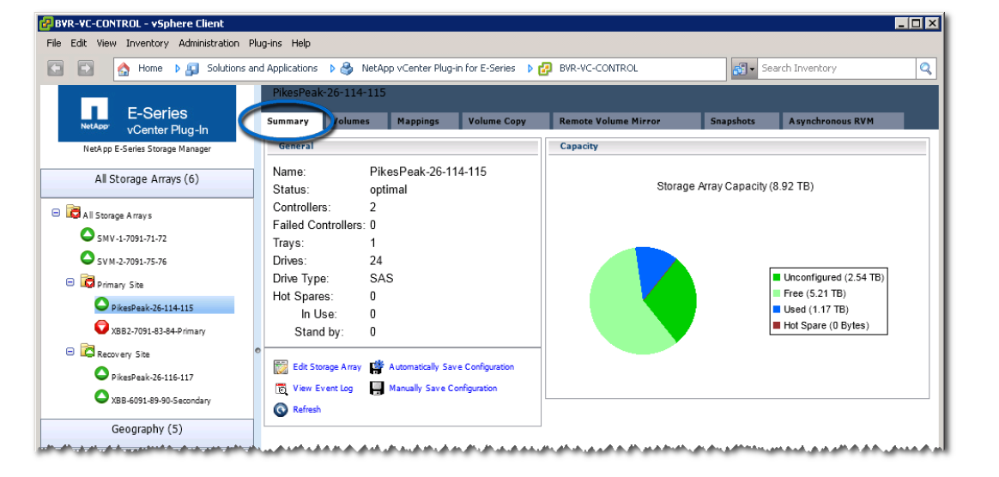 BVR-VC-CONTROL - vSphere Client
File Edit View Inventory Administration Plug-ins Help
Home Solutions and Applications NetApp vCenter Plug-in for E-Series BVR-VC-CONTROL Search Inventory
NetApp
E-Series
vCenter Plug-In
NetApp E-Series Storage Manager
All Storage Arrays (6)
All Storage Arrays
SMV-1-7091-71-72
SVM-2-7091-75-76
Primary Site
PikesPeak-26-114-115
XBB2-7091-83-84-Primary
Recovery Site
PikesPeak-26-116-117
XBB-6091-89-90-Secondary
Geography (5)
PikesPeak-26-114-115
Summary Volumes Mappings Volume Copy Remote Volume Mirror Snapshots Asynchronous RVM
General
Name: PikesPeak-26-114-115
Status: optimal
Controllers: 2
Failed Controllers: 0
Trays: 1
Drives: 24
Drive Type: SAS
Hot Spares: 0
In Use: 0
Stand by: 0
Edit Storage Array Automatically Save Configuration
View Event Log Manually Save Configuration
Refresh
Capacity
Storage Array Capacity (8.92 TB)
Unconfigured (2.54 TB)
Free (5.21 TB)
Used (1.17 TB)
Hot Spare (0 Bytes)